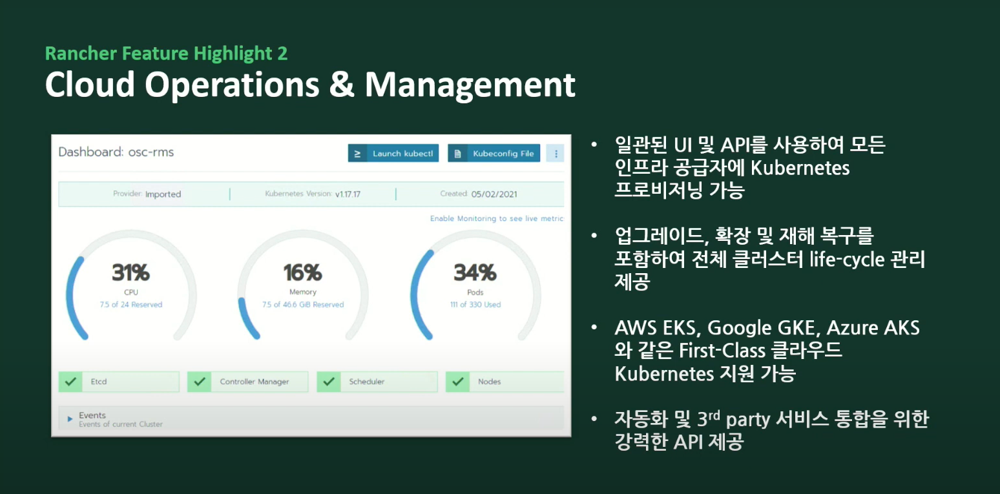 Rancher Feature Highlight 2
Cloud Operations & Management
Dashboard: osc-rms
Launch kubectl
Kubeconfig File
Provider: Imported
Kubernetes Version: v1.17.17
Created: 05/02/2021
Enable Monitoring to see live metric
31%
CPU
7.5 of 24 Reserved
16%
Memory
7.5 of 46.6 GiB Reserved
34%
Pods
111 of 330 Used
Etcd
Controller Manager
Scheduler
Nodes
Events
Events of current Cluster
• 일관된 UI 및 API를 사용하여 모든
인프라 공급자에 Kubernetes
프로비저닝 가능
• 업그레이드, 확장 및 재해 복구를
포함하여 전체 클러스터 life-cycle 관리
제공
• AWS EKS, Google GKE, Azure AKS
와 같은 First-Class 클라우드
Kubernetes 지원 가능
• 자동화 및 3rd party 서비스 통합을 위한
강력한 API 제공